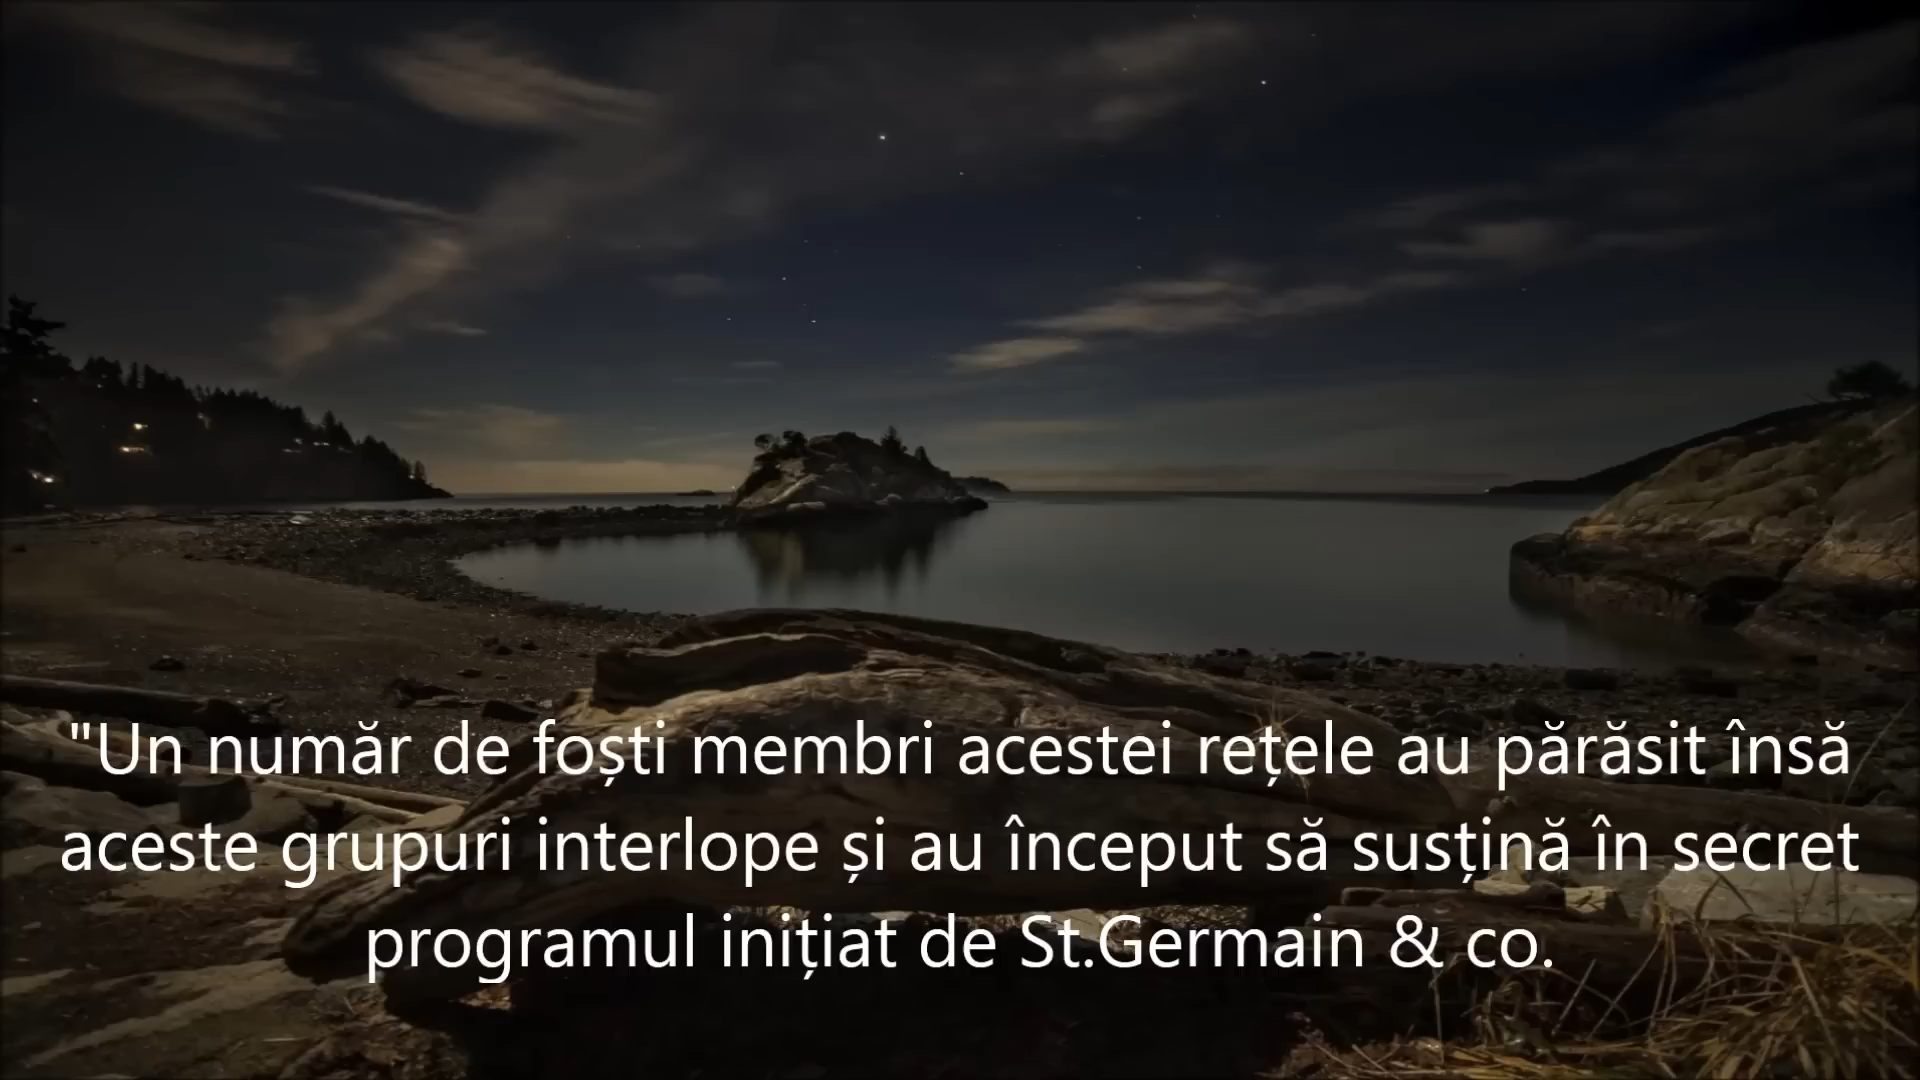 "Un număr de foști membri acestei rețele au părăsit însă
aceste grupuri interlope și au început să susțină în secret
programul inițiat de St.Germain & co.